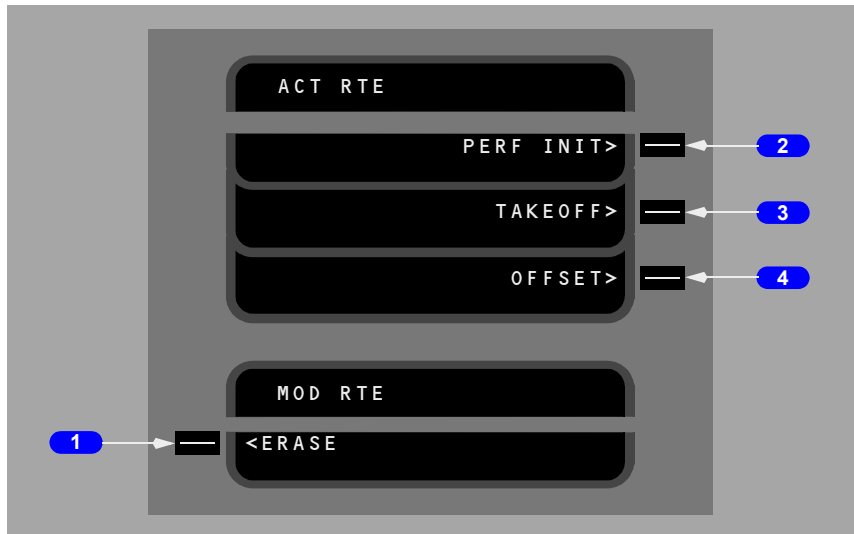 ACT RTE
PERF INIT>
2
TAKEOFF>
3
OFFSET>
4
MOD RTE
1
<ERASE